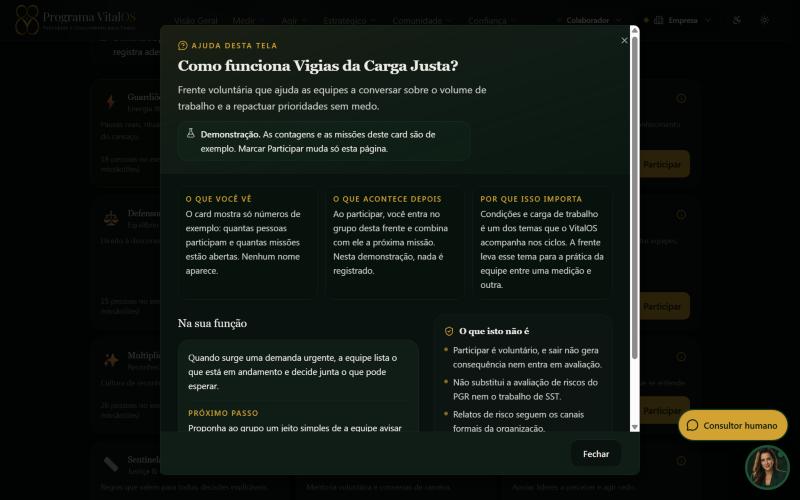 Programa VitalOS
Visão Geral
Medir
Agir
Estratégico
Comunidade
Confiança
Colaborador
Empresa
AJUDA DESTA TELA
Como funciona Vigias da Carga Justa?
Frente voluntária que ajuda as equipes a conversar sobre o volume de
trabalho e a repactuar prioridades sem medo.
Demonstração. As contagens e as missões deste card são de
exemplo. Marcar Participar muda só esta página.
O QUE VOCÊ VÊ
O card mostra só números de
exemplo: quantas pessoas
participam e quantas missões
estão abertas. Nenhum nome
aparece.
O QUE ACONTECE DEPOIS
Ao participar, você entra no
grupo desta frente e combina
com ele a próxima missão.
Nesta demonstração, nada é
registrado.
POR QUE ISSO IMPORTA
Condições e carga de trabalho
é um dos temas que o VitalOS
acompanha nos ciclos. A frente
leva esse tema para a prática da
equipe entre uma medição e
outra.
Na sua função
Quando surge uma demanda urgente, a equipe lista o
que está em andamento e decide junto o que pode
esperar.
PRÓXIMO PASSO
Proponha ao grupo um jeito simples de a equipe avisar
O que isto não é
Participar é voluntário, e sair não gera
consequência nem entra em avaliação.
Não substitui a avaliação de riscos do
PGR nem o trabalho de SST.
Relatos de risco seguem os canais
formais da organização.
Fechar
Participar
Participar
Participar
Consultor humano